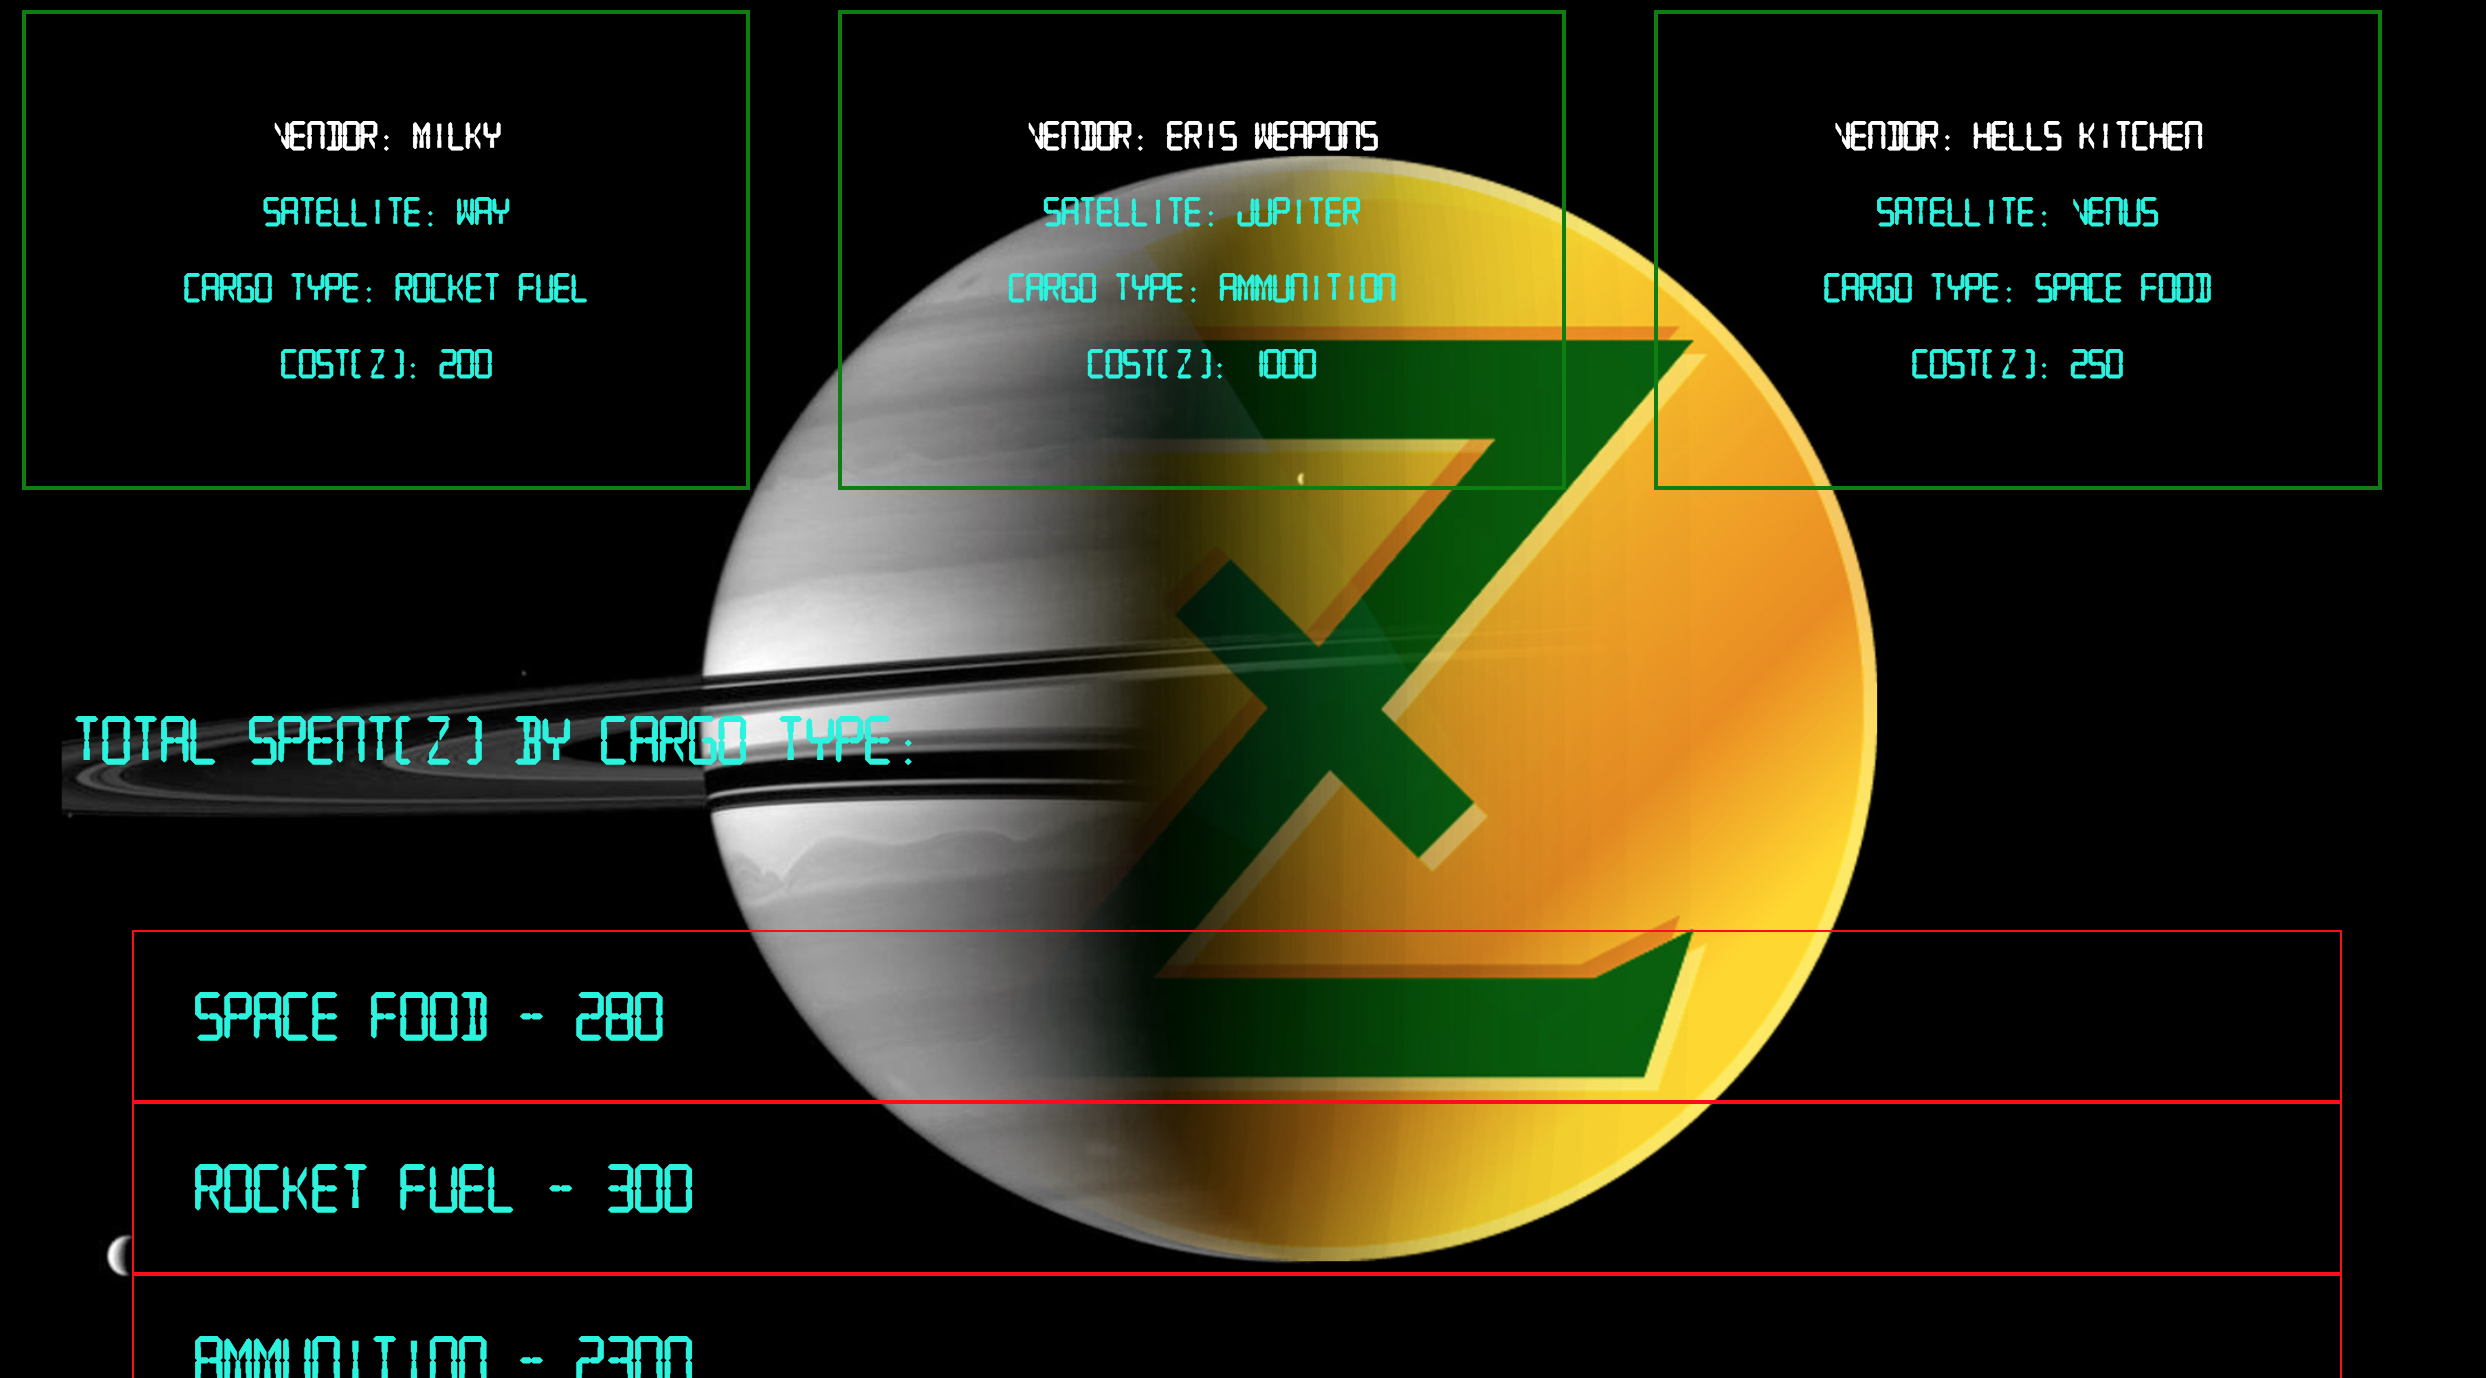 VENDOR: MILKY
SATELLITE: WAY
CARGO TYPE: ROCKET FUEL
COST(Z): 200
VENDOR: ERIS WEAPONS
SATELLITE: JUPITER
CARGO TYPE: AMMUNITION
COST(Z): 1000
VENDOR: HELLS KITCHEN
SATELLITE: VENUS
CARGO TYPE: SPACE FOOD
COST(Z): 250
TOTAL SPENT(Z) BY CARGO TYPE:
SPACE FOOD - 280
ROCKET FUEL - 300
AMMUNITION - 2300